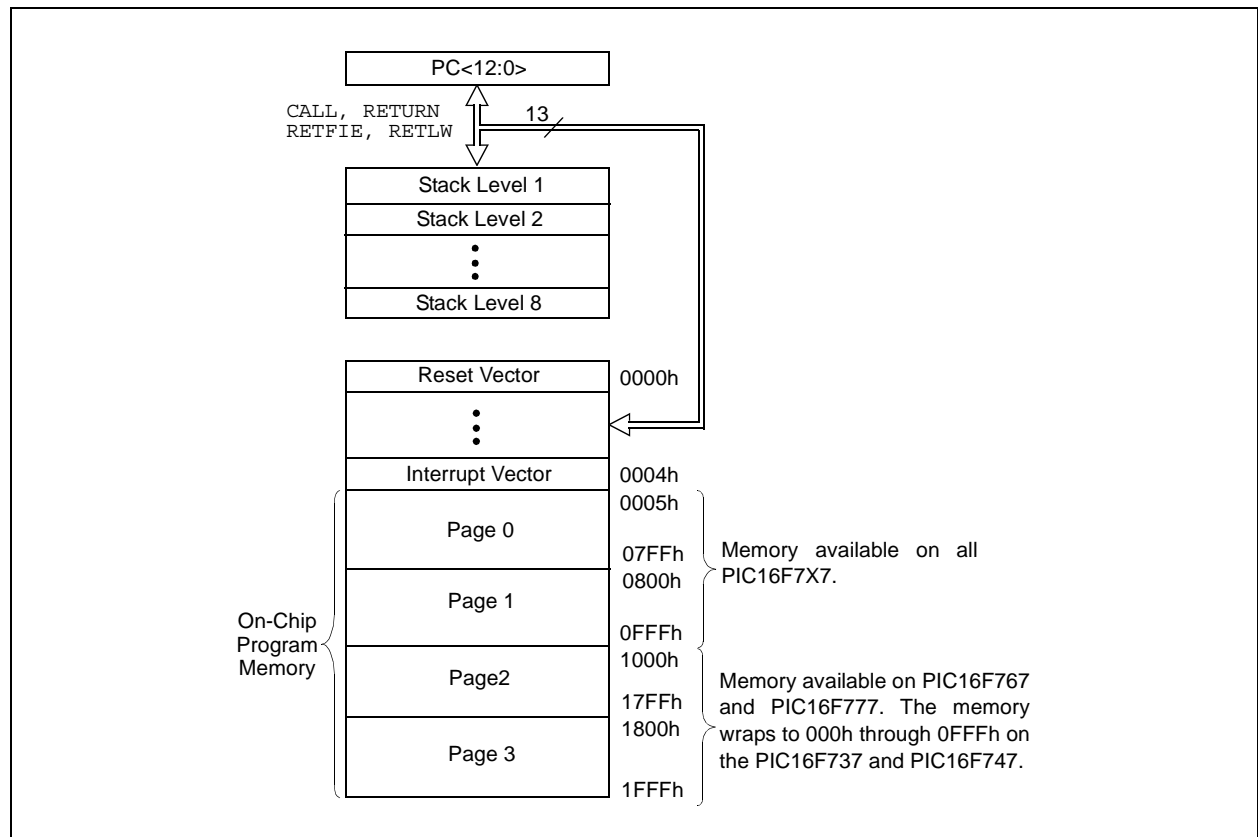 PC<12:0>
CALL, RETURN
RETFIE, RETLW
13
Stack Level 1
Stack Level 2
Stack Level 8
Reset Vector
0000h
Interrupt Vector
0004h
0005h
Page 0
07FFh
0800h
Memory available on all
PIC16F7X7.
Page 1
On-Chip
Program
Memory
0FFFh
1000h
Page2
17FFh
1800h
Memory available on PIC16F767
and PIC16F777. The memory
wraps to 000h through 0FFFh on
the PIC16F737 and PIC16F747.
Page 3
1FFFh